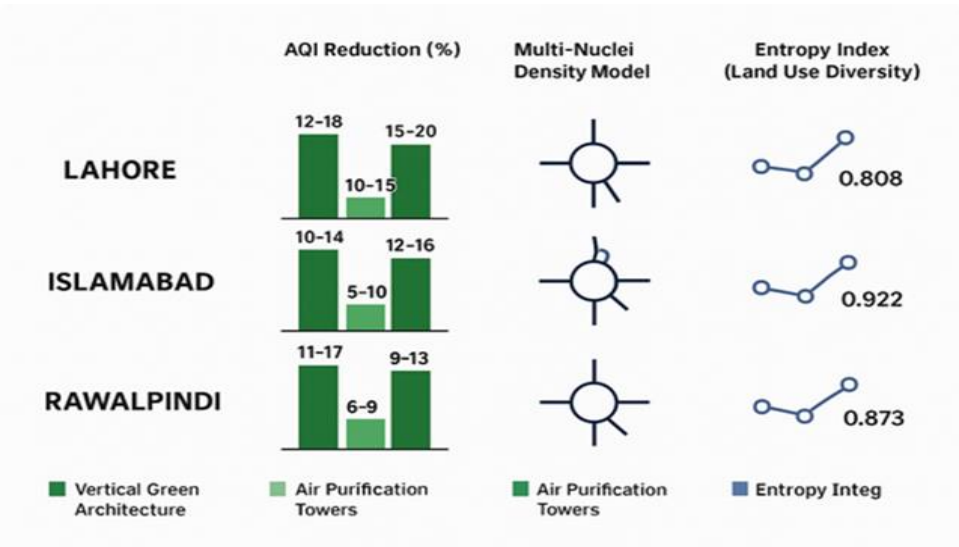 AQI Reduction (%)
Multi-Nuclei
Density Model
Entropy Index
(Land Use Diversity)
LAHORE
12–18
10–15
15–20
0.808
ISLAMABAD
10–14
5–10
12–16
0.922
RAWALPINDI
11–17
6–9
9–13
0.873
Vertical Green
Architecture
Air Purification
Towers
Air Purification
Towers
Entropy Integ